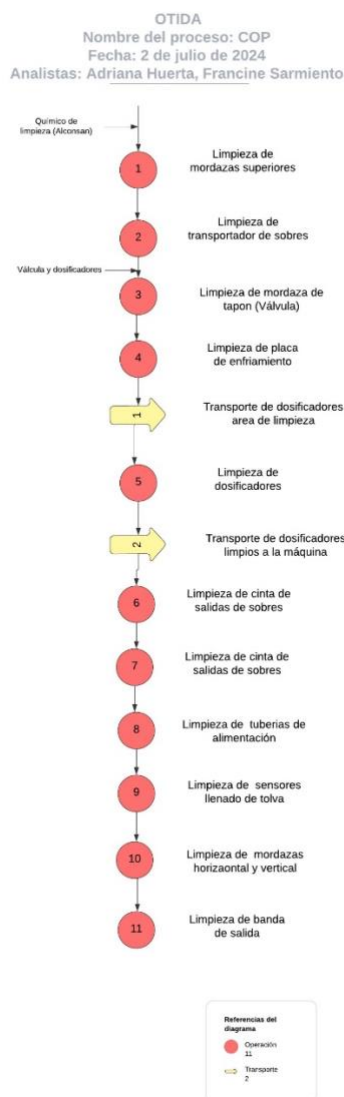 OTIDA
Nombre del proceso: COP
Fecha: 2 de julio de 2024
Analistas: Adriana Huerta, Francine Sarmiento
Químico de
limpieza (Alconsan)
1
Limpieza de
mordazas superiores
2
Limpieza de
transportador de sobres
Válcula y dosificadores
3
Limpieza de mordaza de
tapon (Válvula)
4
Limpieza de placa
de enfriamiento
1
Transporte de dosificadores
area de limpieza
5
Limpieza de
dosificadores
2
Transporte de dosificadores
limpios a la máquina
6
Limpieza de cinta de
salidas de sobres
7
Limpieza de cinta de
salidas de sobres
8
Limpieza de tuberias de
alimentación
9
Limpieza de sensores
llenado de tolva
10
Limpieza de mordazas
horizaontal y vertical
11
Limpieza de banda
de salida
Referencias del
diagrama
Operación
11
Transporte
2